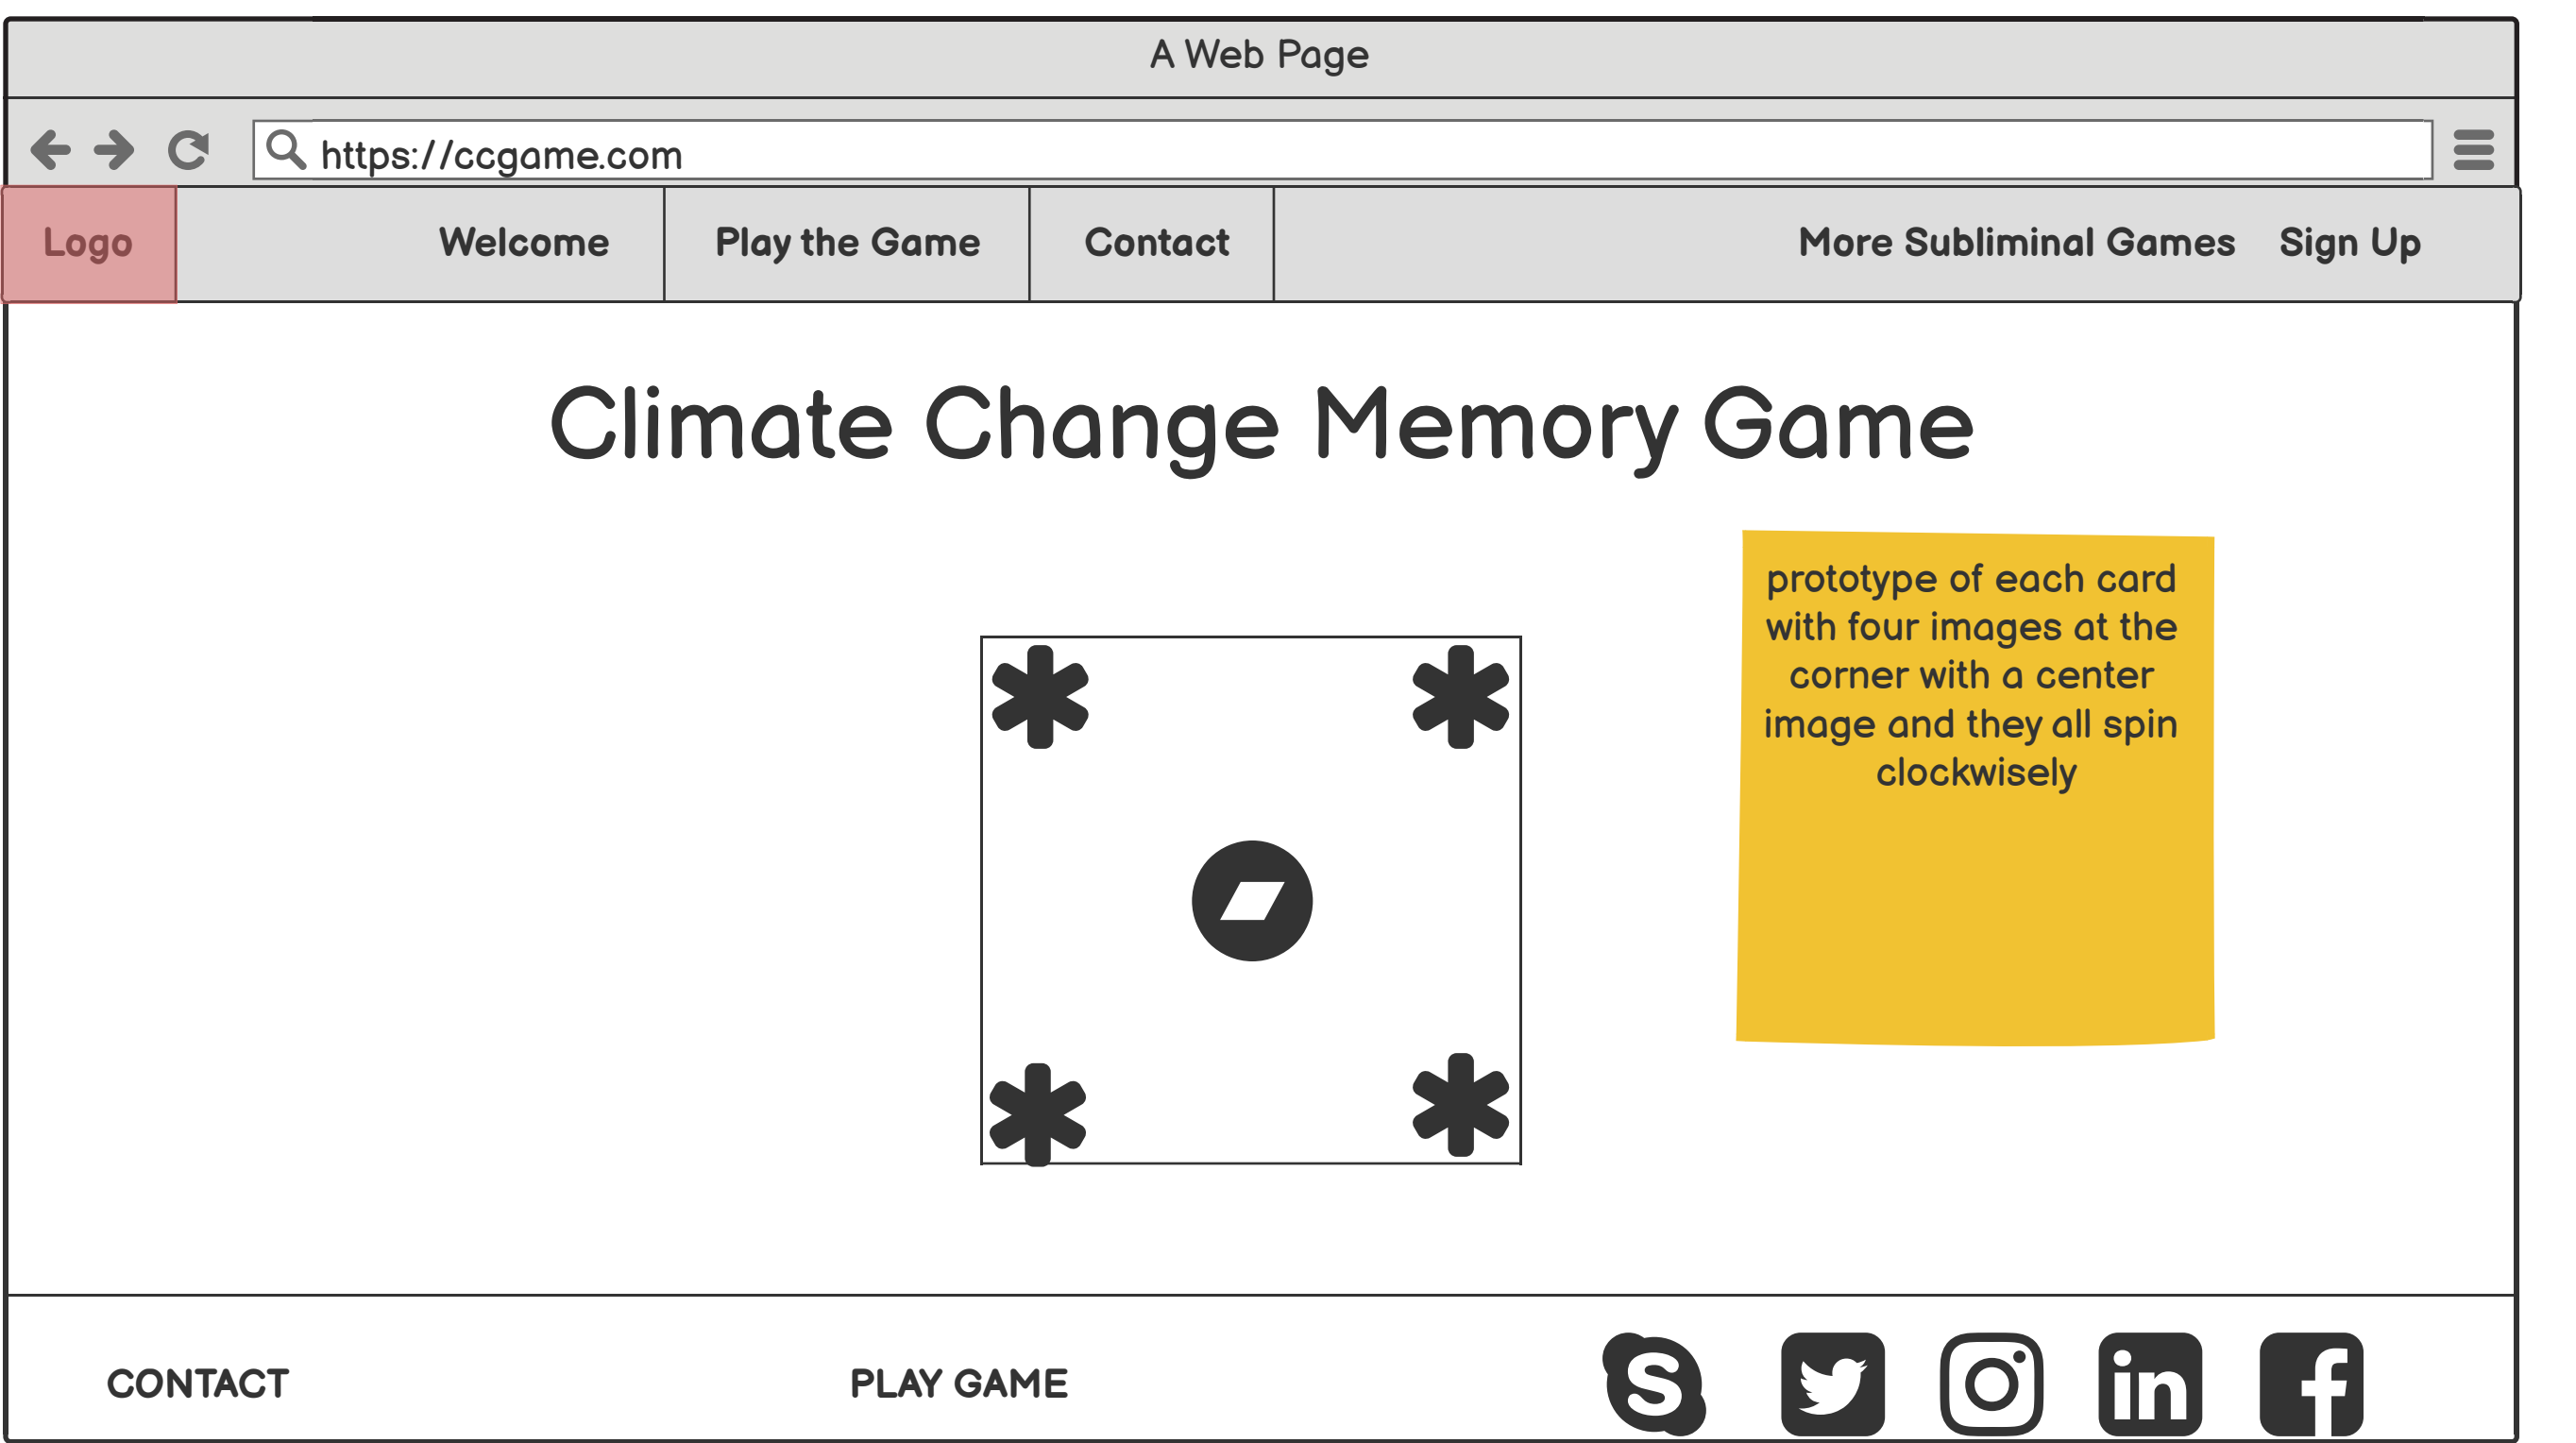 A Web Page
https://ccgame.com
Logo Welcome Play the Game Contact More Subliminal Games Sign Up
Climate Change Memory Game
prototype of each card
with four images at the
corner with a center
image and they all spin
clockwisely
CONTACT PLAY GAME